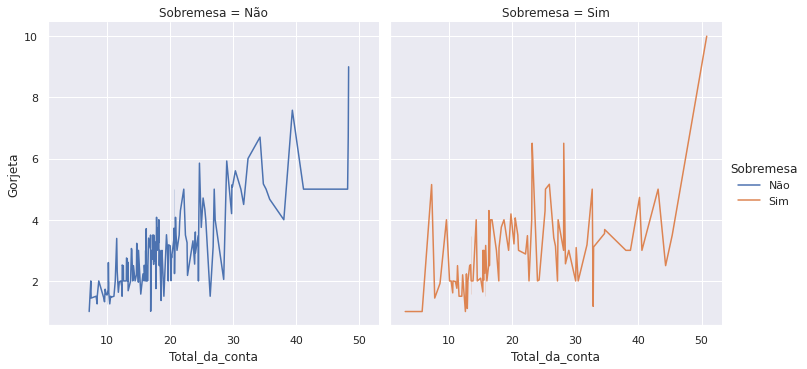 Sobremesa = Não
Sobremesa = Sim
10
8
6
4
2
Gorjeta
10
20
30
40
50
10
20
30
40
50
Total_da_conta
Total_da_conta
Sobremesa
Não
Sim